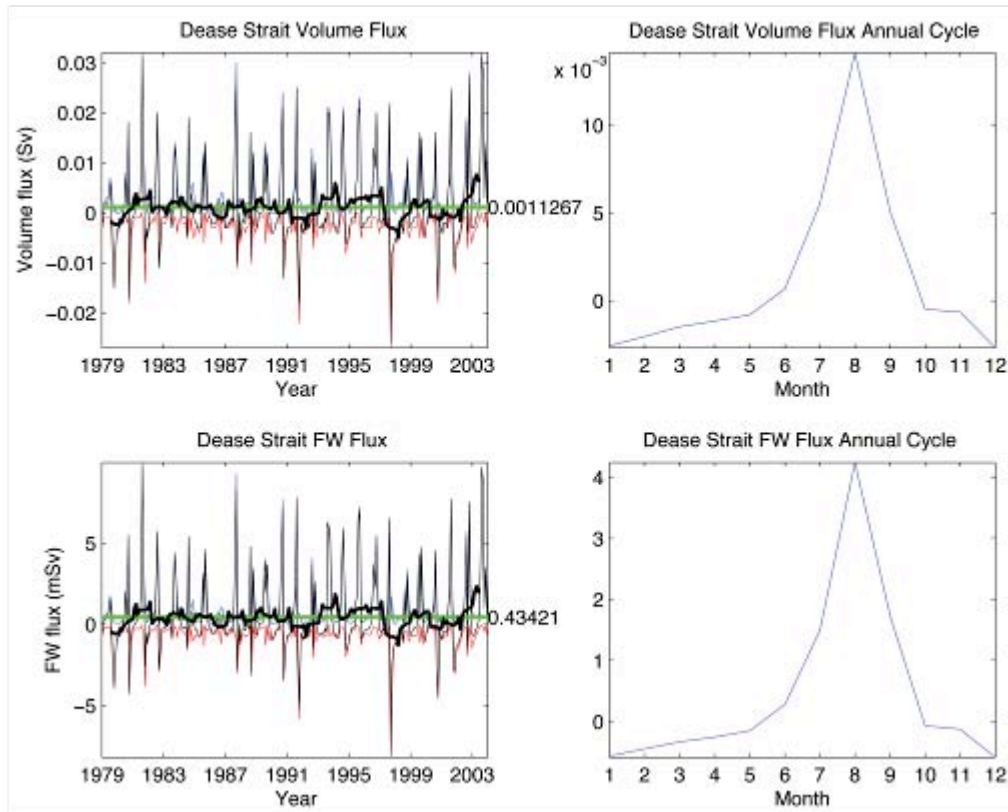 Dease Strait Volume Flux
0.03
0.02
0.01
0
−0.01
−0.02
Volume flux (Sv)
0.0011267
1979 1983 1987 1991 1995 1999 2003
Year
Dease Strait Volume Flux Annual Cycle
x 10⁻³
10
5
0
1 2 3 4 5 6 7 8 9 10 11 12
Month
Dease Strait FW Flux
5
0
−5
FW flux (mSv)
0.43421
1979 1983 1987 1991 1995 1999 2003
Year
Dease Strait FW Flux Annual Cycle
4
3
2
1
0
1 2 3 4 5 6 7 8 9 10 11 12
Month